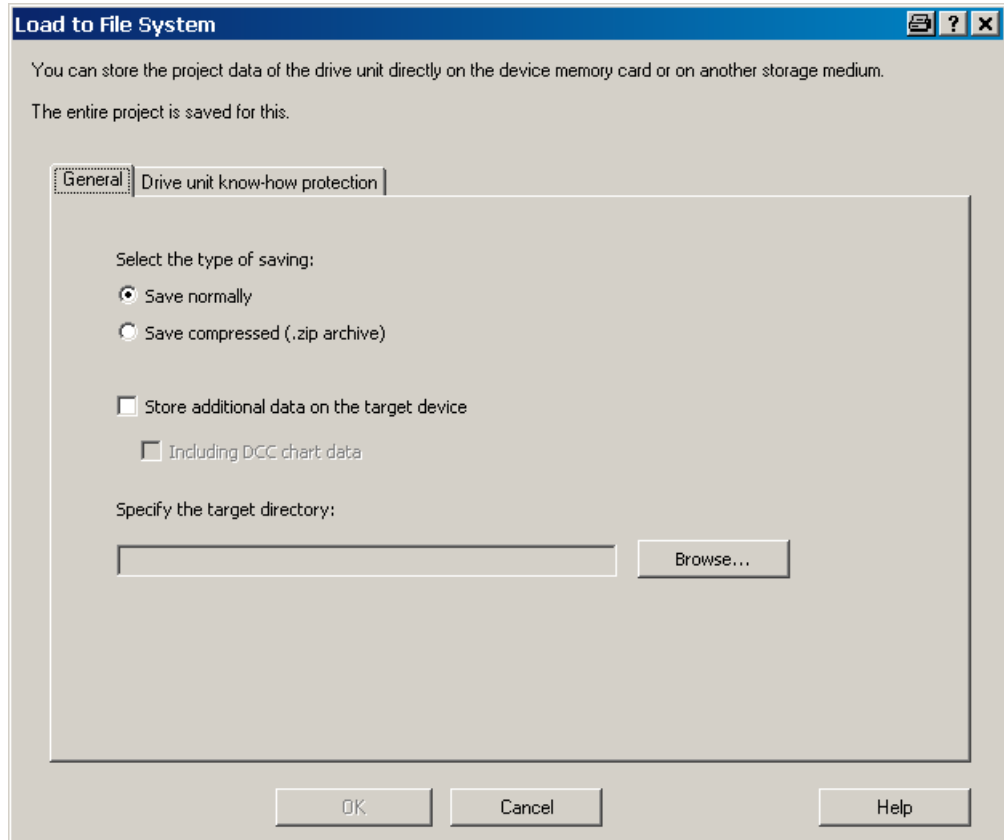 Load to File System
?
You can store the project data of the drive unit directly on the device memory card or on another storage medium.
The entire project is saved for this.
General
Drive unit know-how protection
Select the type of saving:
Save normally
Save compressed (.zip archive)
Store additional data on the target device
Including DCC chart data
Specify the target directory:
Browse...
OK
Cancel
Help